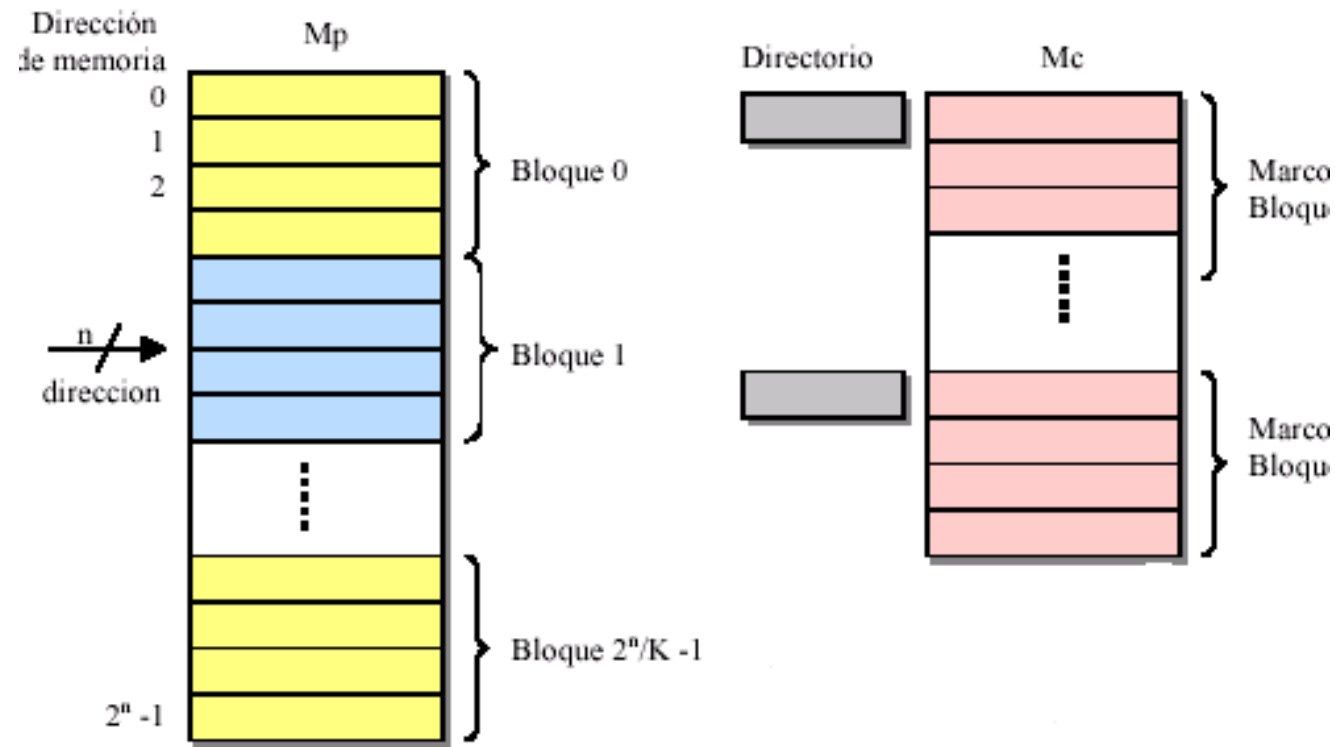 Dirección
de memoria
Mp
0
1
2
Bloque 0
n
direccion
Bloque 1
Bloque 2ⁿ/K -1
2ⁿ -1
Directorio
Mc
Marco
Marco